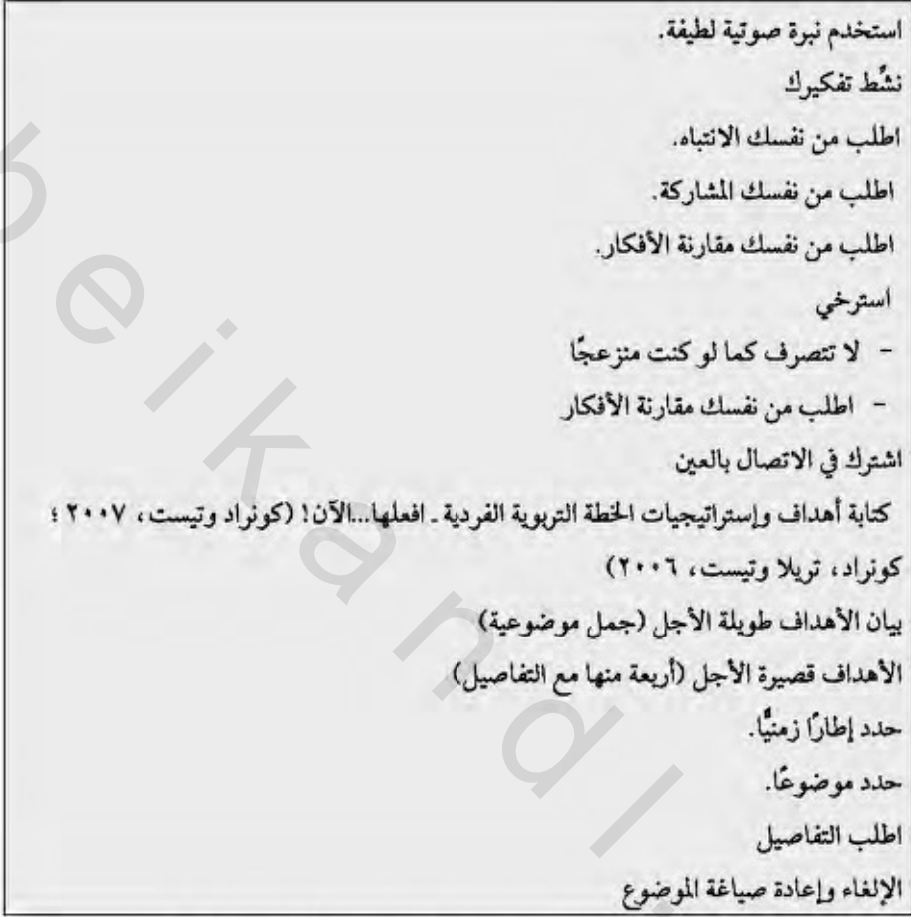 استخدم نبرة صوتية لطيفة.
نشِّط تفكيرك
اطلب من نفسك الانتباه.
اطلب من نفسك المشاركة.
اطلب من نفسك مقارنة الأفكار.
استرخي
- لا تتصرف كما لو كنت منزعجًا
- اطلب من نفسك مقارنة الأفكار
اشترك في الاتصال بالعين
كتابة أهداف وإستراتيجيات الخطة التربوية الفردية ـ افعلها...الآن! (كونراد وتيست، ٢٠٠٧ ؛
كونراد، تريلا وتيست، ٢٠٠٦)
بيان الأهداف طويلة الأجل (جمل موضوعية)
الأهداف قصيرة الأجل (أربعة منها مع التفاصيل)
حدد إطارًا زمنيًّا.
حدد موضوعًا.
اطلب التفاصيل
الإلغاء وإعادة صياغة الموضوع
beikandl